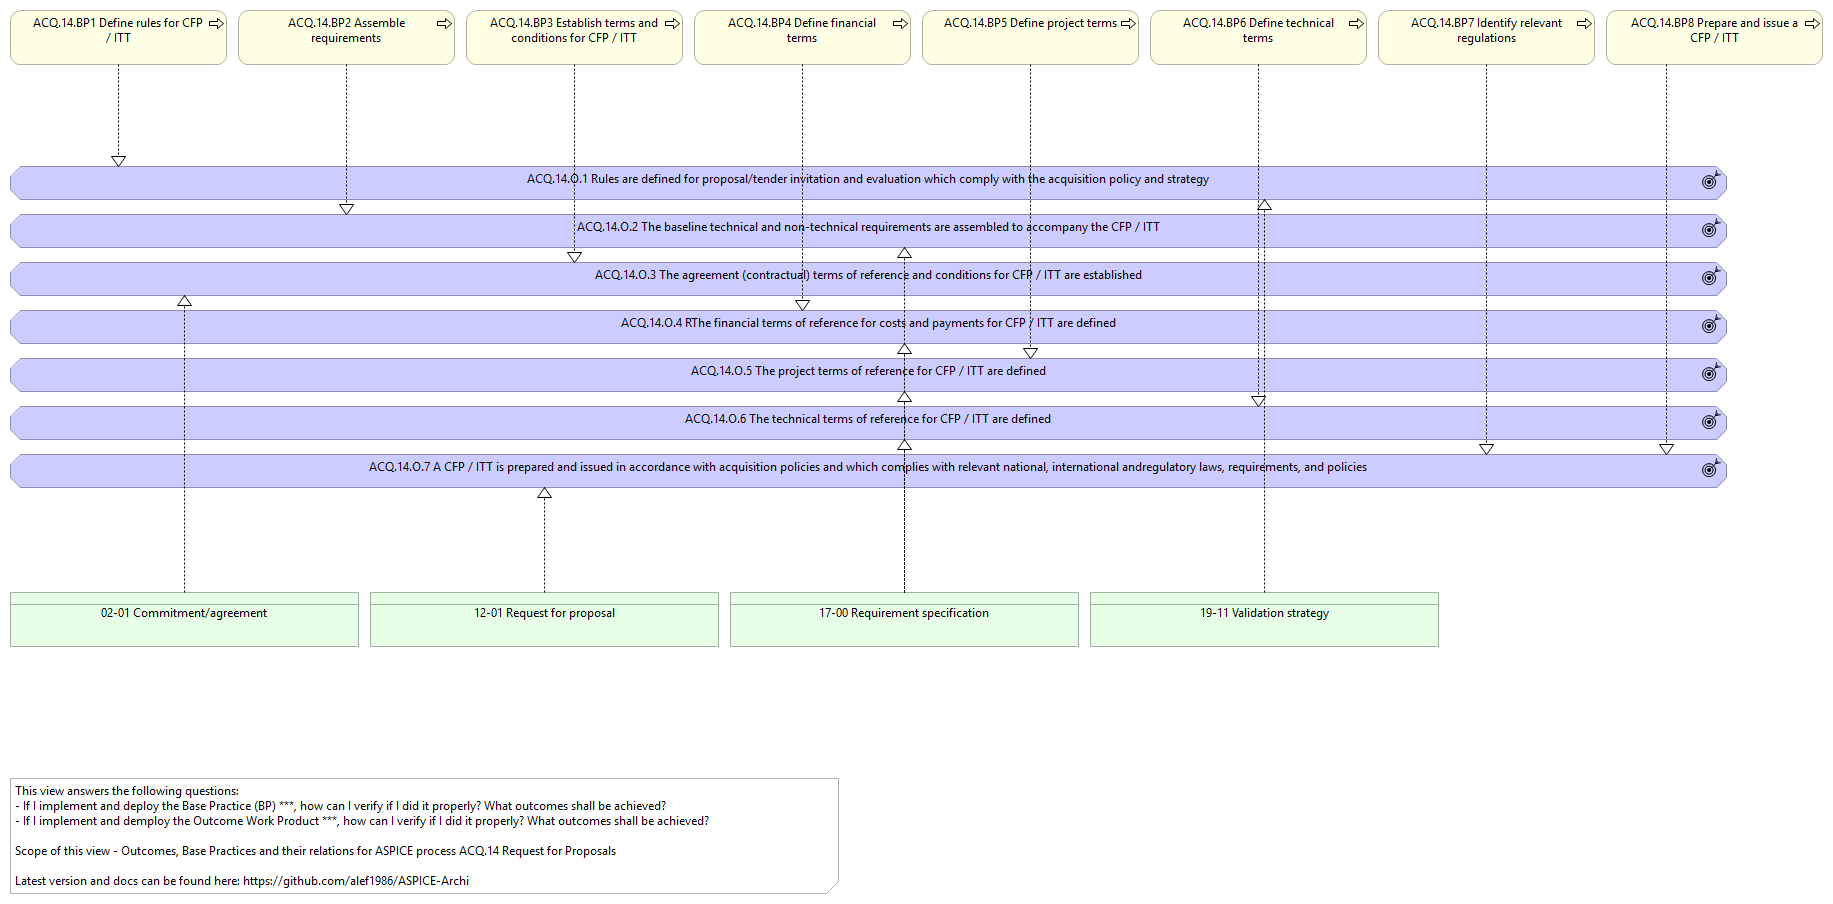 ACQ.14.BP1 Define rules for CFP
/ ITT
ACQ.14.BP2 Assemble
requirements
ACQ.14.BP3 Establish terms and
conditions for CFP / ITT
ACQ.14.BP4 Define financial
terms
ACQ.14.BP5 Define project terms
ACQ.14.BP6 Define technical
terms
ACQ.14.BP7 Identify relevant
regulations
ACQ.14.BP8 Prepare and issue a
CFP / ITT
ACQ.14.O.1 Rules are defined for proposal/tender invitation and evaluation which comply with the acquisition policy and strategy
ACQ.14.O.2 The baseline technical and non-technical requirements are assembled to accompany the CFP / ITT
ACQ.14.O.3 The agreement (contractual) terms of reference and conditions for CFP / ITT are established
ACQ.14.O.4 RThe financial terms of reference for costs and payments for CFP / ITT are defined
ACQ.14.O.5 The project terms of reference for CFP / ITT are defined
ACQ.14.O.6 The technical terms of reference for CFP / ITT are defined
ACQ.14.O.7 A CFP / ITT is prepared and issued in accordance with acquisition policies and which complies with relevant national, international andregulatory laws, requirements, and policies
02-01 Commitment/agreement
12-01 Request for proposal
17-00 Requirement specification
19-11 Validation strategy
This view answers the following questions:
- If I implement and deploy the Base Practice (BP) ***, how can I verify if I did it properly? What outcomes shall be achieved?
- If I implement and demploy the Outcome Work Product ***, how can I verify if I did it properly? What outcomes shall be achieved?
Scope of this view - Outcomes, Base Practices and their relations for ASPICE process ACQ.14 Request for Proposals
Latest version and docs can be found here: https://github.com/alef1986/ASPICE-Archi